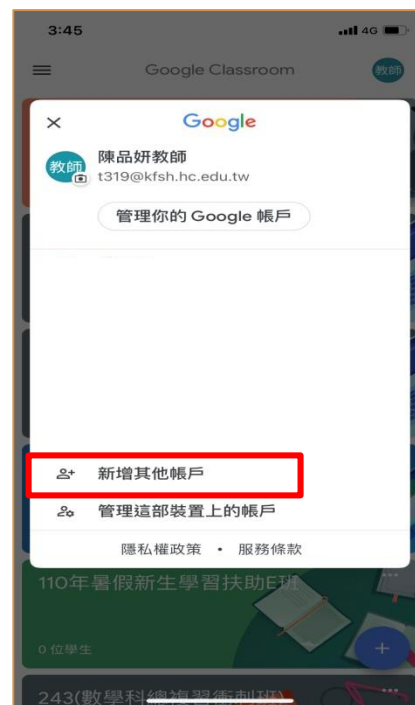 3:45
4G
Google Classroom
教師
Google
教師
陳品妍教師
t319@kfsh.hc.edu.tw
管理你的 Google 帳戶
新增其他帳戶
管理這部裝置上的帳戶
隱私權政策 • 服務條款
110年暑假新生學習扶助E班
0 位學生
243(數學科總複習衝刺班)